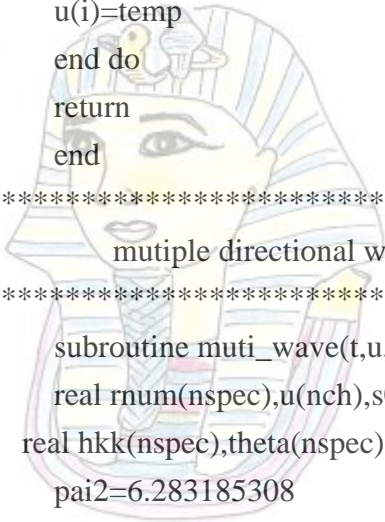 u(i)=temp
end do
return
end
************************
mutiple directional w
************************
subroutine muti_wave(t,u,
real rnum(nspec),u(nch),s
real hkk(nspec),theta(nspec)
pai2=6.283185308